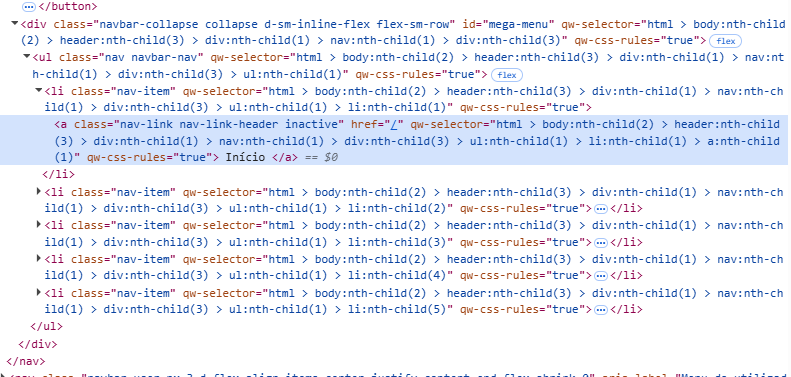 </button>
<div class="navbar-collapse collapse d-sm-inline-flex flex-sm-row" id="mega-menu" qw-selector="html > body:nth-child
(2) > header:nth-child(3) > div:nth-child(1) > nav:nth-child(1) > div:nth-child(3)" qw-css-rules="true"> flex
<ul class="nav navbar-nav" qw-selector="html > body:nth-child(2) > header:nth-child(3) > div:nth-child(1) > nav:nt
h-child(1) > div:nth-child(3) > ul:nth-child(1)" qw-css-rules="true"> flex
<li class="nav-item" qw-selector="html > body:nth-child(2) > header:nth-child(3) > div:nth-child(1) > nav:nth-ch
ild(1) > div:nth-child(3) > ul:nth-child(1) > li:nth-child(1)" qw-css-rules="true">
<a class="nav-link nav-link-header inactive" href="/" qw-selector="html > body:nth-child(2) > header:nth-child
(3) > div:nth-child(1) > nav:nth-child(1) > div:nth-child(3) > ul:nth-child(1) > li:nth-child(1) > a:nth-child
(1)" qw-css-rules="true"> Início </a> == $0
</li>
<li class="nav-item" qw-selector="html > body:nth-child(2) > header:nth-child(3) > div:nth-child(1) > nav:nth-ch
ild(1) > div:nth-child(3) > ul:nth-child(1) > li:nth-child(2)" qw-css-rules="true"> … </li>
<li class="nav-item" qw-selector="html > body:nth-child(2) > header:nth-child(3) > div:nth-child(1) > nav:nth-ch
ild(1) > div:nth-child(3) > ul:nth-child(1) > li:nth-child(3)" qw-css-rules="true"> … </li>
<li class="nav-item" qw-selector="html > body:nth-child(2) > header:nth-child(3) > div:nth-child(1) > nav:nth-ch
ild(1) > div:nth-child(3) > ul:nth-child(1) > li:nth-child(4)" qw-css-rules="true"> … </li>
<li class="nav-item" qw-selector="html > body:nth-child(2) > header:nth-child(3) > div:nth-child(1) > nav:nth-ch
ild(1) > div:nth-child(3) > ul:nth-child(1) > li:nth-child(5)" qw-css-rules="true"> … </li>
</ul>
</div>
</nav>